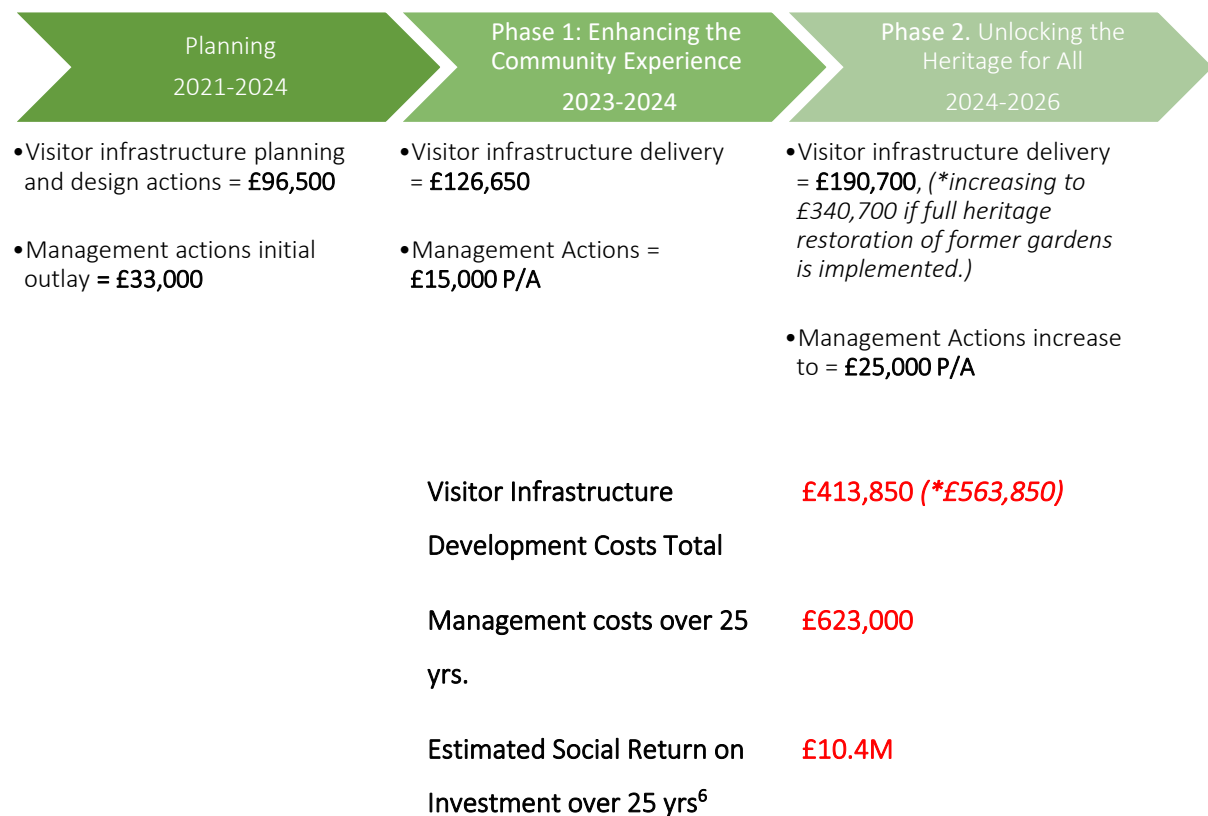 Planning
2021-2024
Phase 1: Enhancing the
Community Experience
2023-2024
Phase 2. Unlocking the
Heritage for All
2024-2026
•Visitor infrastructure planning
and design actions = £96,500
•Management actions initial
outlay = £33,000
•Visitor infrastructure delivery
= £126,650
•Management Actions =
£15,000 P/A
•Visitor infrastructure delivery
= £190,700, (*increasing to
£340,700 if full heritage
restoration of former gardens
is implemented.)
•Management Actions increase
to = £25,000 P/A
Visitor Infrastructure
Development Costs Total
£413,850 (*£563,850)
Management costs over 25
yrs.
£623,000
Estimated Social Return on
Investment over 25 yrs⁶
£10.4M